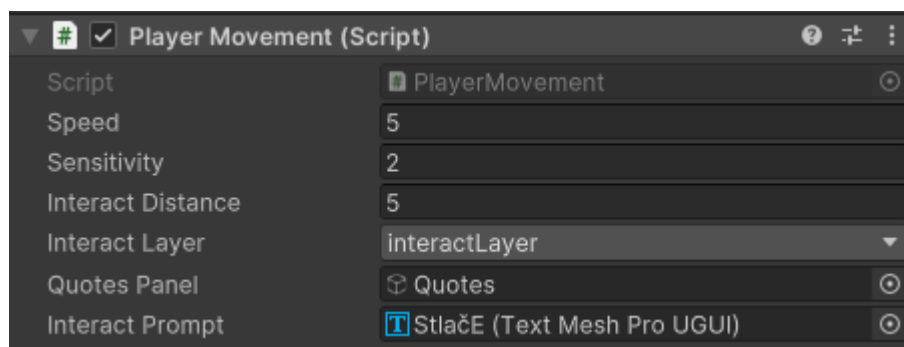 Player Movement (Script)
Script PlayerMovement
Speed 5
Sensitivity 2
Interact Distance 5
Interact Layer interactLayer
Quotes Panel Quotes
Interact Prompt StlačE (Text Mesh Pro UGUI)